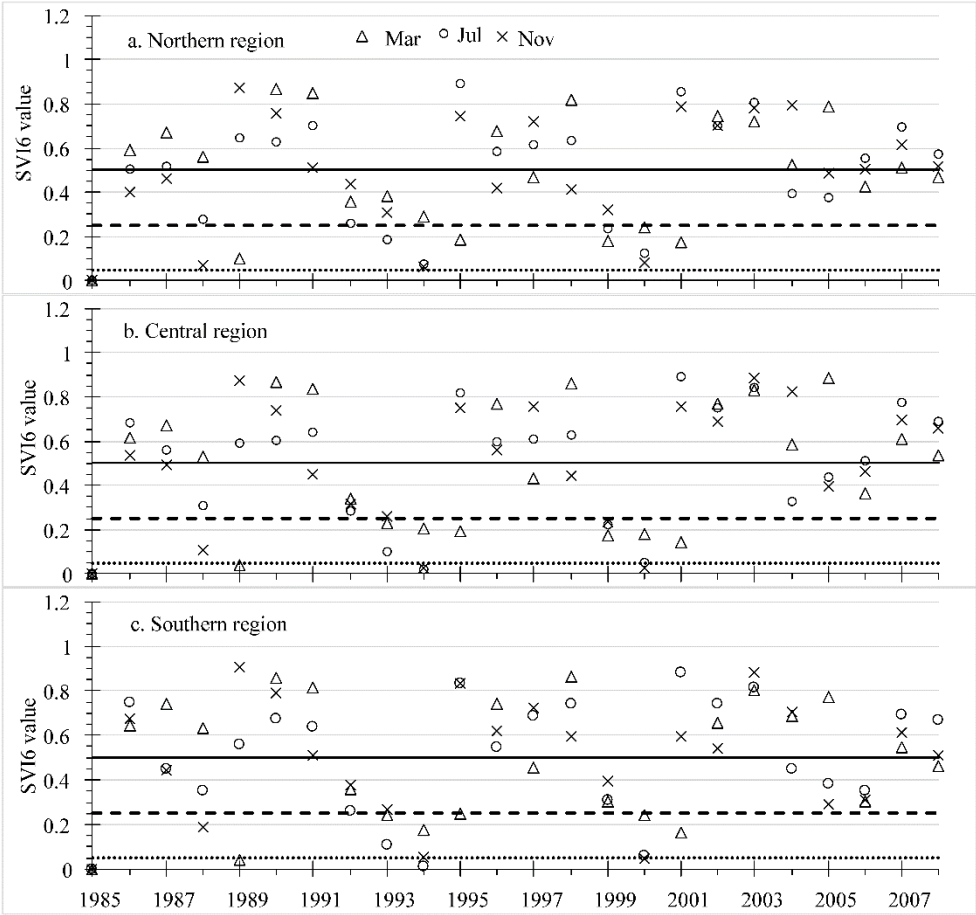 1.2
a. Northern region
Mar
Jul
Nov
1
0.8
0.6
0.4
0.2
0
SVI6 value
1.2
b. Central region
1
0.8
0.6
0.4
0.2
0
SVI6 value
1.2
c. Southern region
1
0.8
0.6
0.4
0.2
0
SVI6 value
1985 1987 1989 1991 1993 1995 1997 1999 2001 2003 2005 2007